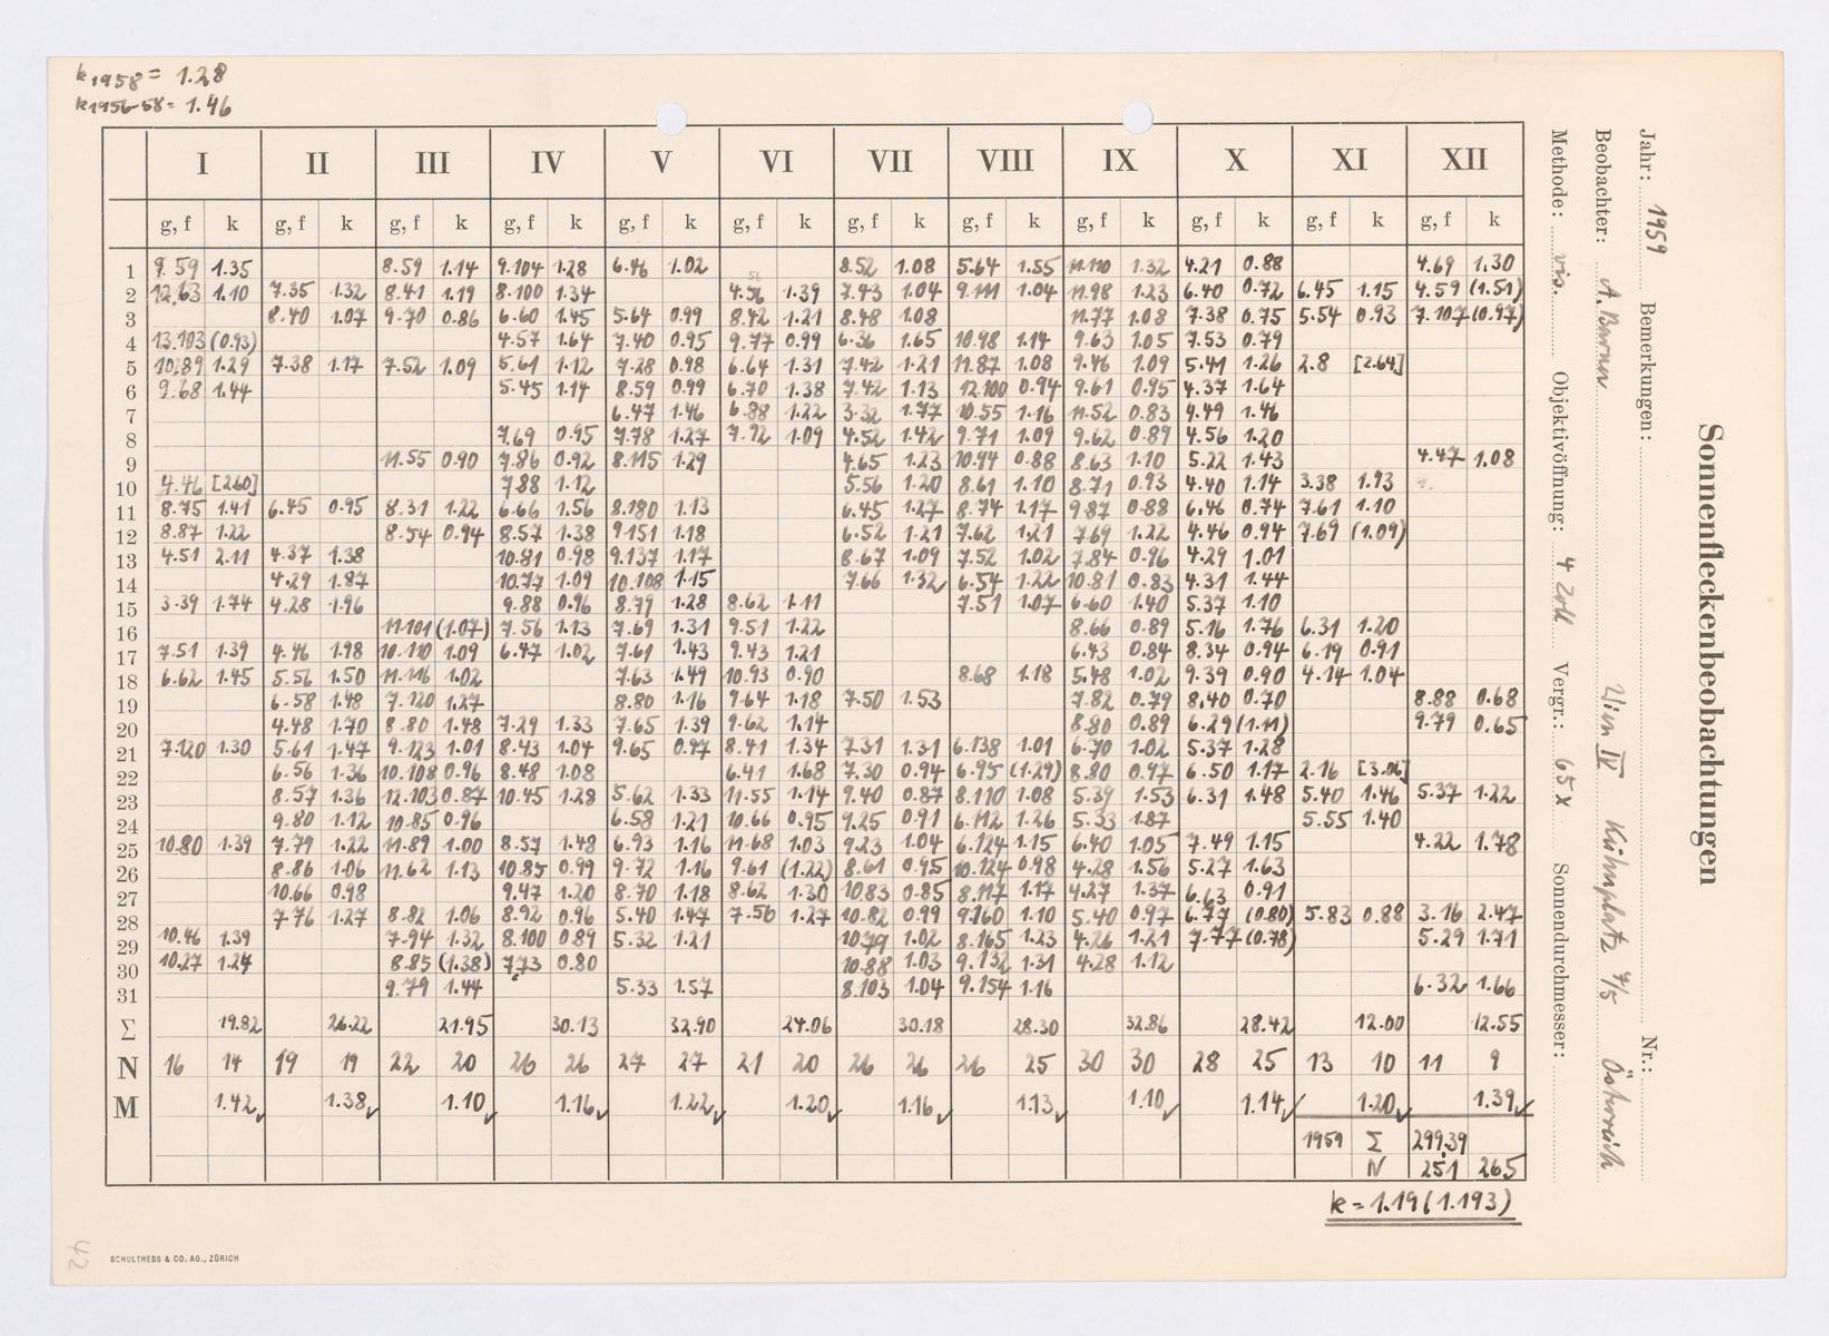 k1958 = 1.28
k1956-58 = 1.46
I II III IV V VI VII VIII IX X XI XII
g, f k g, f k g, f k g, f k g, f k g, f k g, f k g, f k g, f k g, f k g, f k g, f k
1 9.59 1.35 8.59 1.14 9.104 1.28 6.46 1.02 8.52 1.08 5.64 1.55 11.110 1.32 4.21 0.88 4.69 1.30
2 12.63 1.10 7.35 1.32 8.41 1.19 8.100 1.34 4.56 1.39 7.43 1.04 9.111 1.04 11.98 1.23 6.40 0.72 6.45 1.15 4.59 (1.51)
3 8.40 1.07 9.70 0.86 6.60 1.45 5.64 0.99 8.42 1.21 8.48 1.08 11.77 1.08 7.38 0.75 5.54 0.93 7.107 (0.97)
4 13.103 (0.93) 4.57 1.64 7.40 0.95 9.77 0.99 6.36 1.65 10.98 1.14 9.63 1.05 7.53 0.79
5 10.89 1.29 7.38 1.17 7.52 1.09 5.61 1.12 7.28 0.98 6.64 1.31 7.42 1.21 11.87 1.08 9.46 1.09 5.41 1.26 2.8 [2.64]
6 9.68 1.44 5.45 1.14 8.59 0.99 6.70 1.38 7.42 1.13 12.100 0.94 9.61 0.95 4.37 1.64
7 6.47 1.46 6.88 1.22 3.32 1.77 10.55 1.16 11.52 0.83 4.49 1.46
8 7.69 0.95 7.78 1.27 7.92 1.09 4.52 1.42 9.71 1.09 9.62 0.89 4.56 1.20
9 11.55 0.90 7.86 0.92 8.115 1.29 4.65 1.23 10.94 0.88 8.63 1.10 5.22 1.43 4.47 1.08
10 4.46 [2.60] 7.88 1.12 5.56 1.20 8.61 1.10 8.71 0.93 4.40 1.14 3.38 1.93
11 8.75 1.41 6.45 0.95 8.31 1.22 6.66 1.56 8.180 1.13 6.45 1.27 8.74 1.17 9.87 0.88 6.46 0.74 7.61 1.10
12 8.87 1.22 8.54 0.94 8.57 1.38 9.151 1.18 6.52 1.21 7.62 1.21 7.69 1.22 4.46 0.94 7.69 (1.09)
13 4.51 2.11 4.37 1.38 10.81 0.98 9.137 1.17 8.67 1.09 7.52 1.02 7.84 0.96 4.29 1.01
14 4.29 1.87 10.77 1.09 10.108 1.15 7.66 1.32 6.54 1.22 10.81 0.83 4.31 1.44
15 3.39 1.74 4.28 1.96 9.88 0.96 8.79 1.28 8.62 1.11 7.51 1.07 6.60 1.40 5.37 1.10
16 11.101 (1.07) 7.56 1.13 7.69 1.31 9.51 1.22 8.66 0.89 5.16 1.76 6.31 1.20
17 7.51 1.39 4.46 1.98 10.110 1.09 6.47 1.02 7.61 1.43 9.43 1.21 6.43 0.84 8.34 0.94 6.19 0.91
18 6.62 1.45 5.56 1.50 11.116 1.02 7.63 1.49 10.93 0.90 8.68 1.18 5.48 1.02 9.39 0.90 4.14 1.04
19 6.58 1.48 7.120 1.27 8.80 1.16 9.64 1.18 7.50 1.53 7.82 0.79 8.40 0.70 8.88 0.68
20 4.48 1.70 8.80 1.48 7.29 1.33 7.65 1.39 9.62 1.14 8.80 0.89 6.29 (1.11) 9.79 0.65
21 7.120 1.30 5.61 1.47 9.123 1.01 8.43 1.04 9.65 0.97 8.41 1.34 7.31 1.31 6.138 1.01 6.70 1.02 5.37 1.28
22 6.56 1.36 10.108 0.96 8.48 1.08 6.41 1.68 7.30 0.94 6.95 (1.29) 8.80 0.97 6.50 1.17 2.16 [3.06]
23 8.57 1.36 12.103 0.87 10.45 1.28 5.62 1.33 11.55 1.14 9.40 0.87 8.110 1.08 5.39 1.53 6.31 1.48 5.40 1.46 5.37 1.22
24 9.80 1.12 10.85 0.96 6.58 1.21 10.66 0.95 9.25 0.91 6.112 1.26 5.33 1.87 5.55 1.40
25 10.80 1.39 7.79 1.22 11.89 1.00 8.57 1.48 6.93 1.16 11.68 1.03 9.23 1.04 6.124 1.15 6.40 1.05 7.49 1.15 4.22 1.78
26 8.86 1.06 11.62 1.13 10.85 0.99 9.72 1.16 9.61 (1.22) 8.61 0.95 10.124 0.98 4.28 1.56 5.27 1.63
27 10.66 0.98 9.47 1.20 8.70 1.18 8.62 1.30 10.83 0.85 8.117 1.17 4.27 1.37 6.63 0.91
28 7.76 1.27 8.82 1.06 8.92 0.96 5.40 1.47 7.56 1.27 10.82 0.99 9.160 1.10 5.40 0.97 6.77 (0.80) 5.83 0.88 3.16 2.47
29 10.46 1.39 7.94 1.32 8.100 0.89 5.32 1.21 10.79 1.02 8.165 1.23 4.26 1.21 7.77 (0.78) 5.29 1.71
30 10.27 1.24 8.85 (1.38) 7.73 0.80 10.88 1.03 9.132 1.31 4.28 1.12
31 9.79 1.44 5.33 1.57 8.103 1.04 9.154 1.16 6.32 1.66
Σ 19.82 26.22 21.95 30.13 32.90 24.06 30.18 28.30 32.86 28.42 12.00 12.55
N 16 14 19 19 22 20 26 26 27 27 21 20 26 26 26 25 30 30 28 25 13 10 11 9
M 1.42 1.38 1.10 1.16 1.22 1.20 1.16 1.13 1.10 1.14 1.20 1.39
1959 Σ 299.39
N 251 265
k = 1.19 (1.193)
SCHULTHESS & CO. AG., ZÜRICH
42
Sonnenfleckenbeobachtungen
Jahr: 1959 Bemerkungen: Nr.:
Beobachter: A. Wien IV 7/5 Österreich
Methode: vis. Objektivöffnung: 4 Zoll Vergr.: 65 x Sonnendurchmesser: